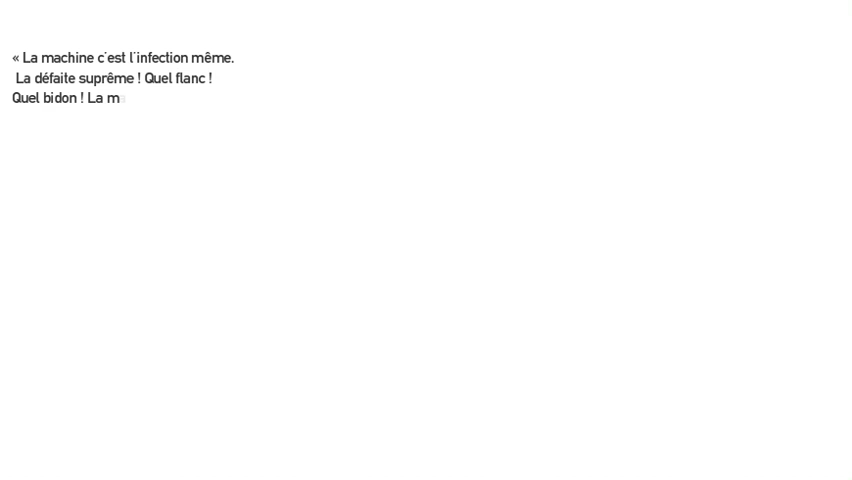 « La machine c'est l'infection même.
La défaite suprême ! Quel flanc !
Quel bidon ! La m